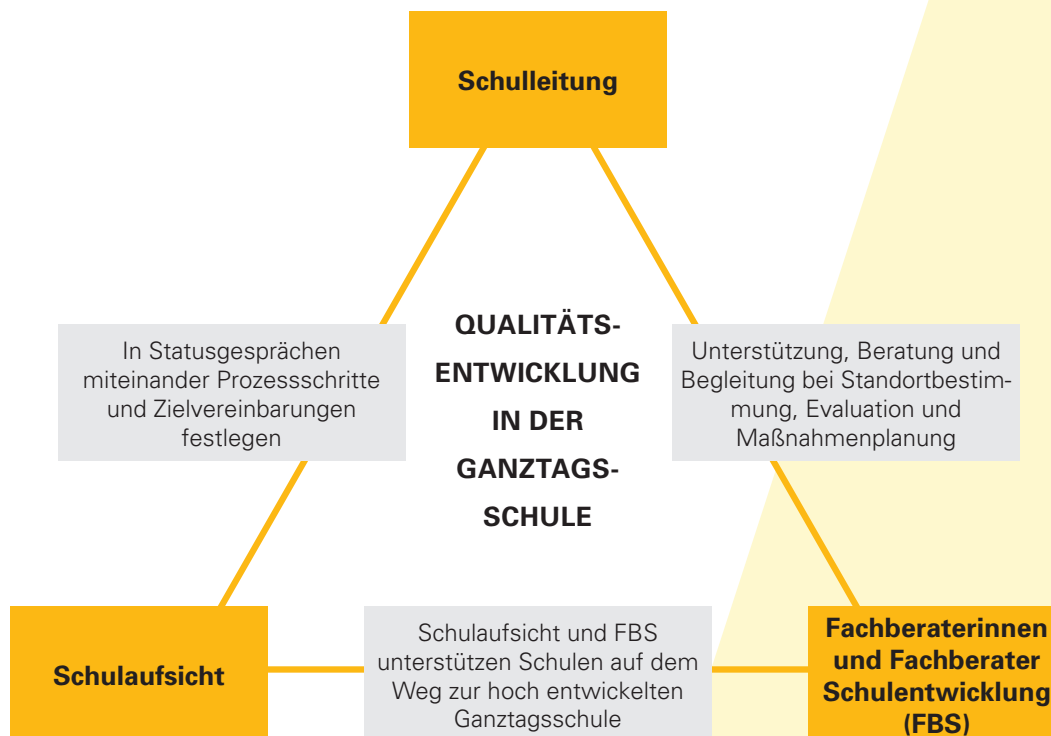 Schulleitung
QUALITÄTS-
ENTWICKLUNG
IN DER
GANZTAGS-
SCHULE
In Statusgesprächen
miteinander Prozessschritte
und Zielvereinbarungen
festlegen
Unterstützung, Beratung und
Begleitung bei Standortbestim-
mung, Evaluation und
Maßnahmenplanung
Schulaufsicht
Schulaufsicht und FBS
unterstützen Schulen auf dem
Weg zur hoch entwickelten
Ganztagsschule
Fachberaterinnen
und Fachberater
Schulentwicklung
(FBS)